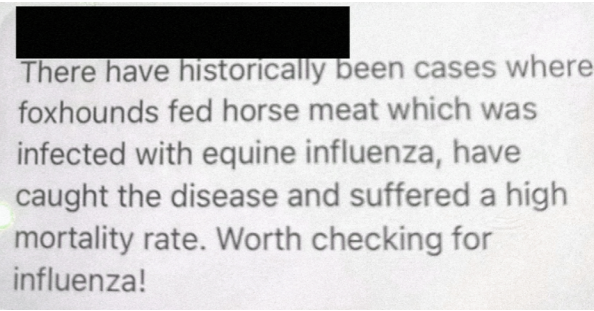 There have historically been cases where
foxhounds fed horse meat which was
infected with equine influenza, have
caught the disease and suffered a high
mortality rate. Worth checking for
influenza!